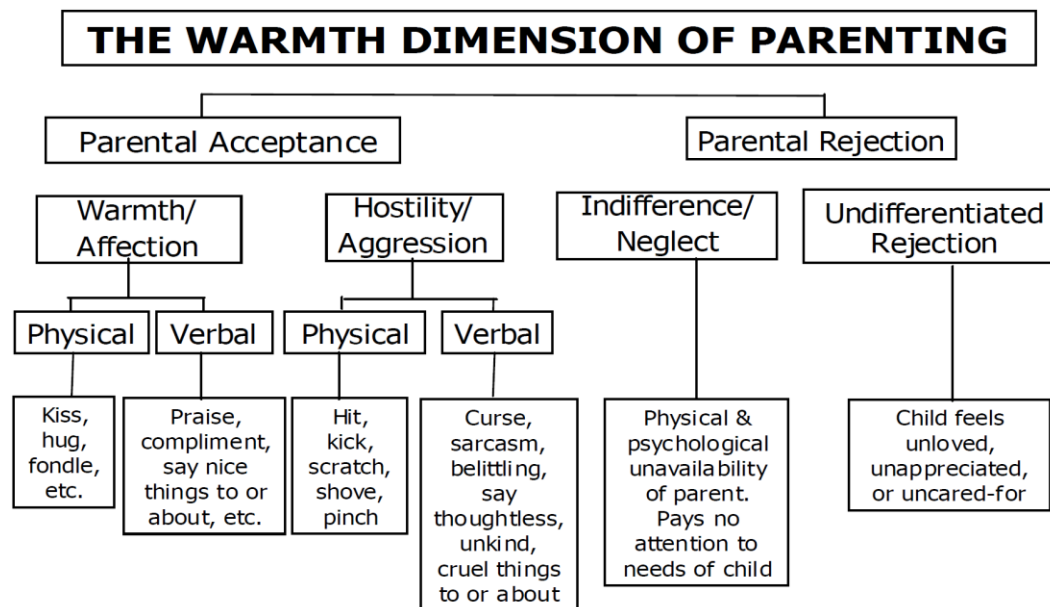 THE WARMTH DIMENSION OF PARENTING
Parental Acceptance
Parental Rejection
Warmth/
Affection
Hostility/
Aggression
Indifference/
Neglect
Undifferentiated
Rejection
Physical
Verbal
Physical
Verbal
Kiss,
hug,
fondle,
etc.
Praise,
compliment,
say nice
things to or
about, etc.
Hit,
kick,
scratch,
shove,
pinch
Curse,
sarcasm,
belittling,
say
thoughtless,
unkind,
cruel things
to or about
Physical &
psychological
unavailability
of parent.
Pays no
attention to
needs of child
Child feels
unloved,
unappreciated,
or uncared-for